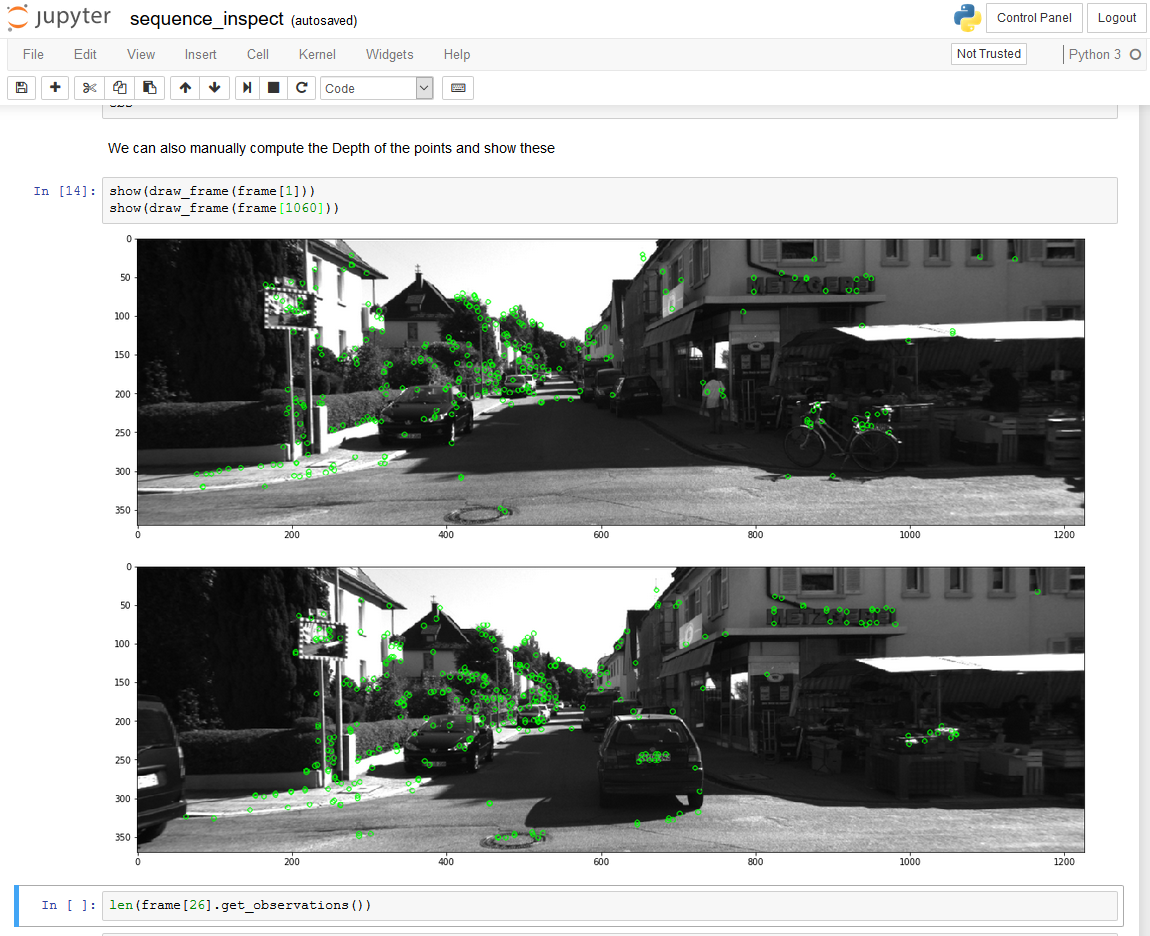 jupyter sequence_inspect (autosaved)
Control Panel
Logout
File Edit View Insert Cell Kernel Widgets Help
Not Trusted
Python 3
Code
We can also manually compute the Depth of the points and show these
In [14]:
show(draw_frame(frame[1]))
show(draw_frame(frame[1060]))
0
50
100
150
200
250
300
350
0 200 400 600 800 1000 1200
0
50
100
150
200
250
300
350
0 200 400 600 800 1000 1200
In [ ]:
len(frame[26].get_observations())